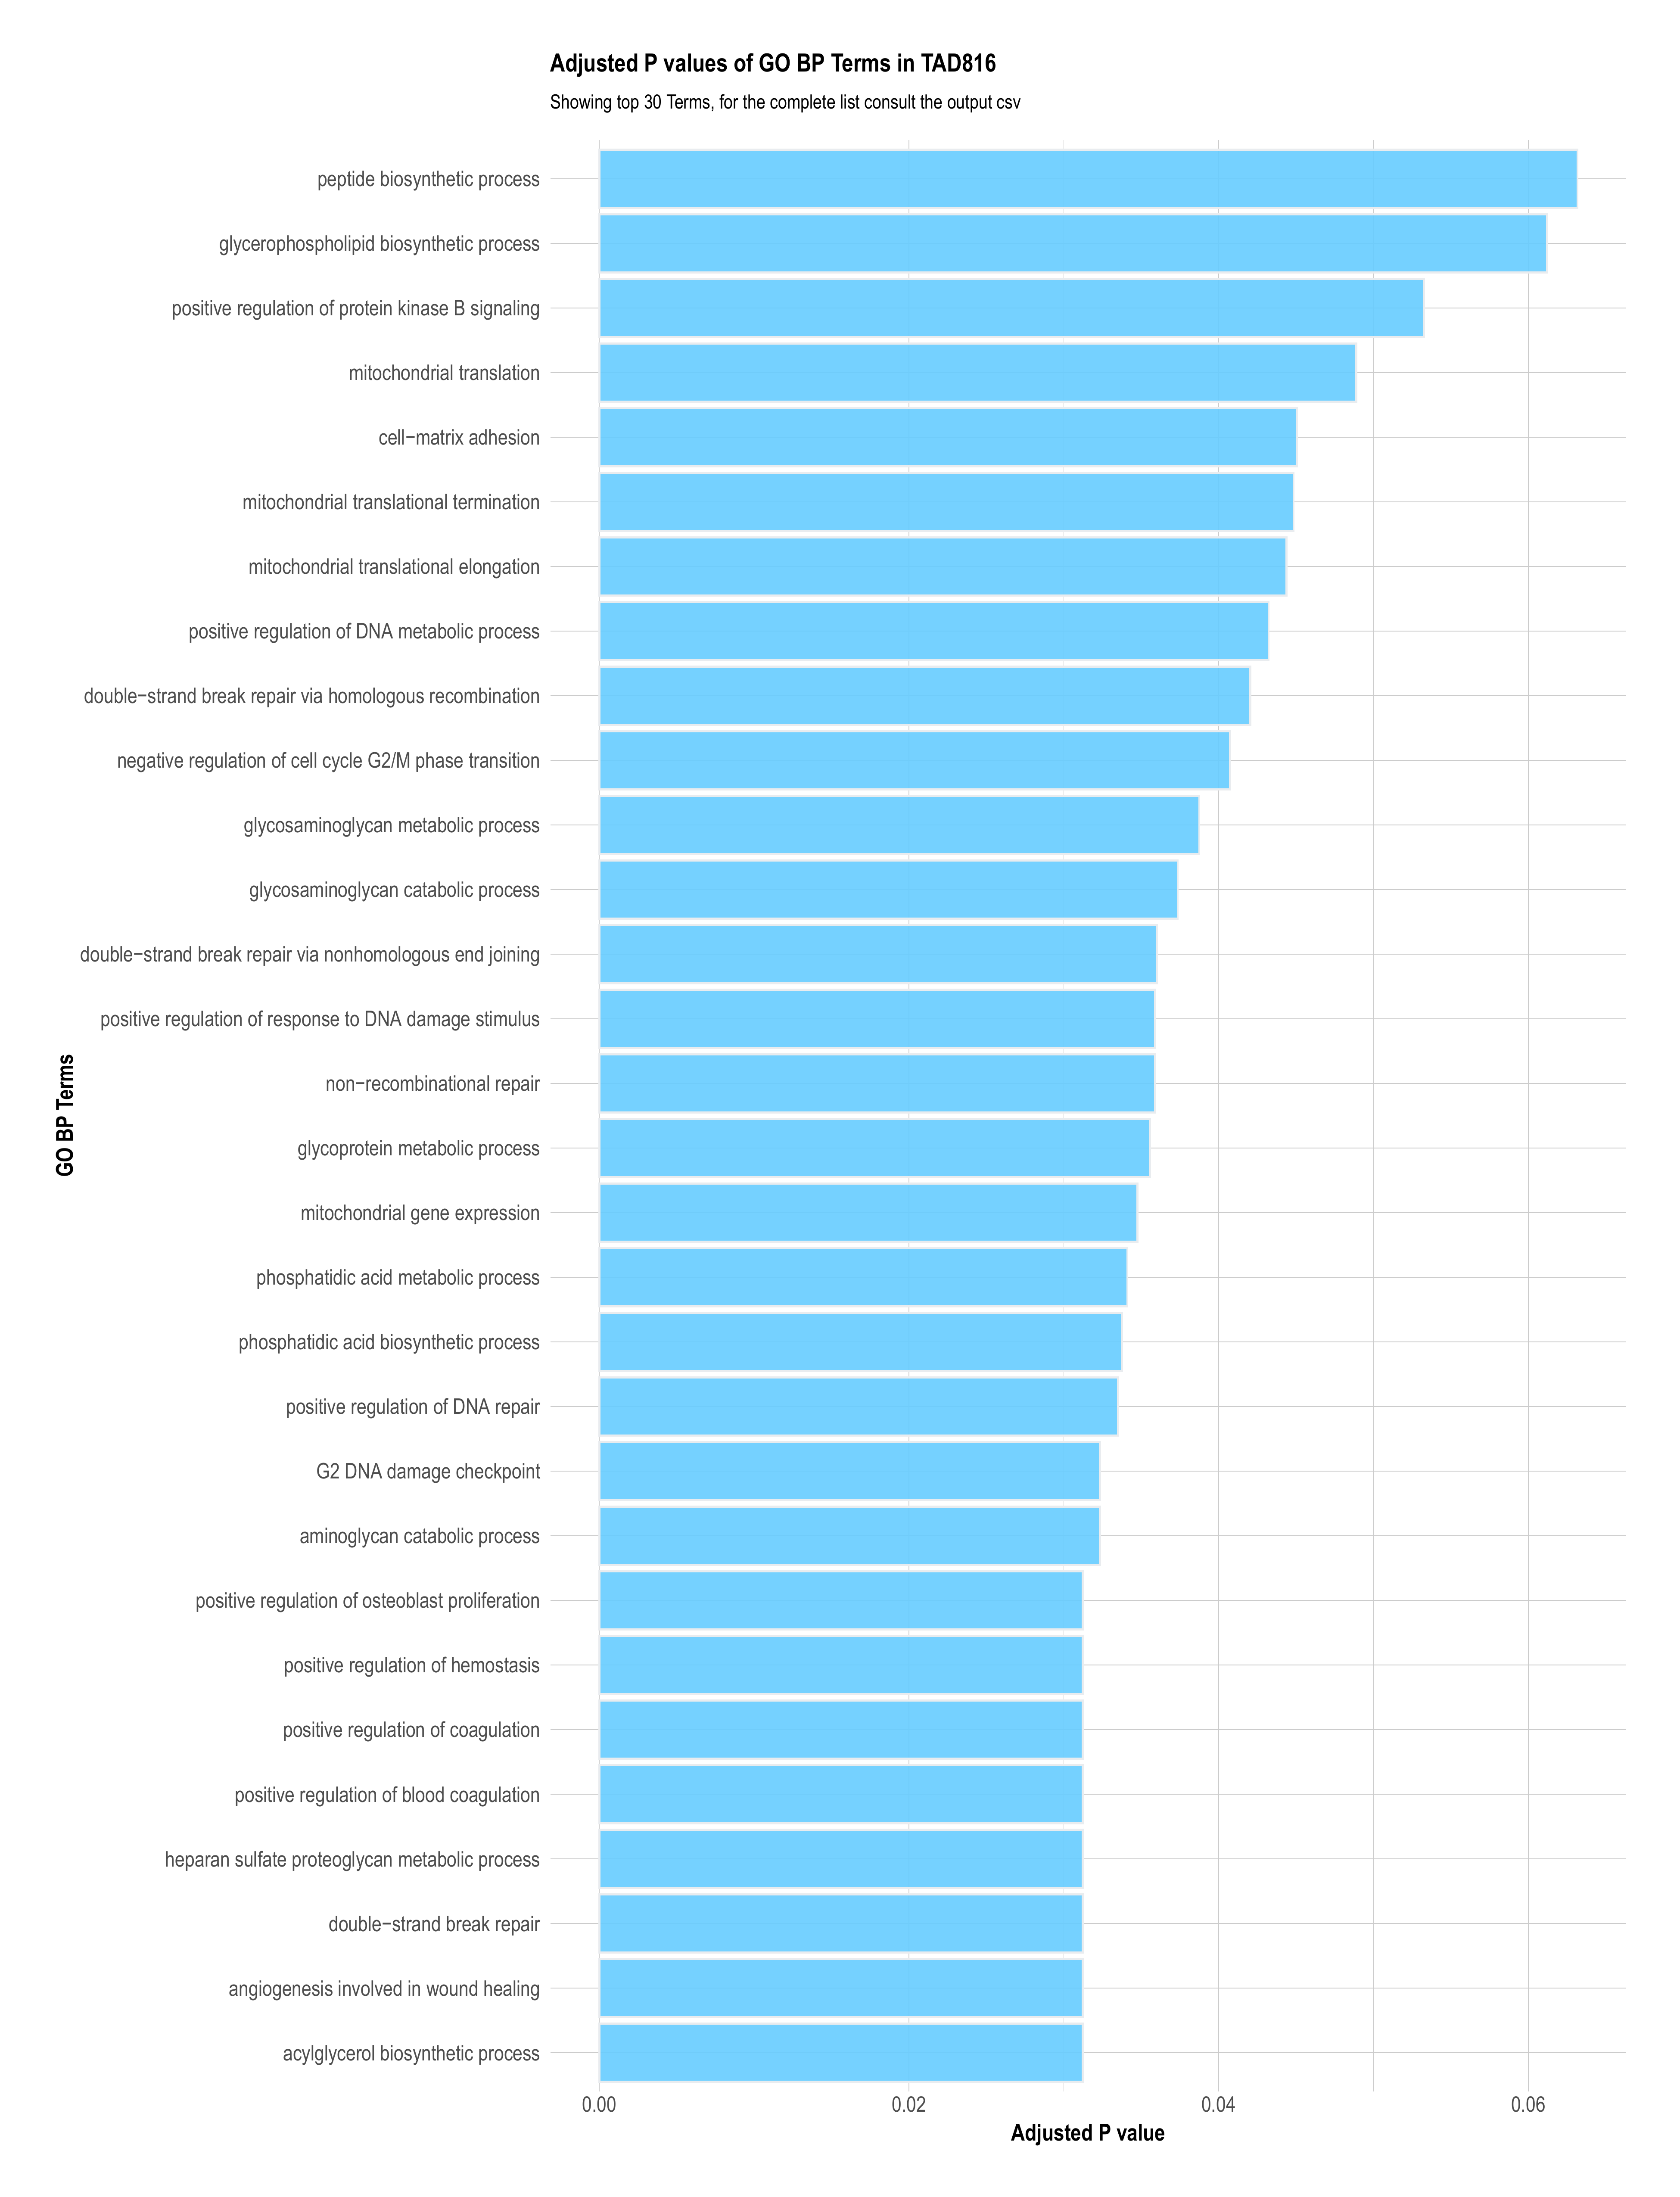 Adjusted P values of GO BP Terms in TAD816
Showing top 30 Terms, for the complete list consult the output csv
peptide biosynthetic process
glycerophospholipid biosynthetic process
positive regulation of protein kinase B signaling
mitochondrial translation
cell−matrix adhesion
mitochondrial translational termination
mitochondrial translational elongation
positive regulation of DNA metabolic process
double−strand break repair via homologous recombination
negative regulation of cell cycle G2/M phase transition
glycosaminoglycan metabolic process
glycosaminoglycan catabolic process
double−strand break repair via nonhomologous end joining
positive regulation of response to DNA damage stimulus
non−recombinational repair
glycoprotein metabolic process
mitochondrial gene expression
phosphatidic acid metabolic process
phosphatidic acid biosynthetic process
positive regulation of DNA repair
G2 DNA damage checkpoint
aminoglycan catabolic process
positive regulation of osteoblast proliferation
positive regulation of hemostasis
positive regulation of coagulation
positive regulation of blood coagulation
heparan sulfate proteoglycan metabolic process
double−strand break repair
angiogenesis involved in wound healing
acylglycerol biosynthetic process
GO BP Terms
0.00 0.02 0.04 0.06
Adjusted P value